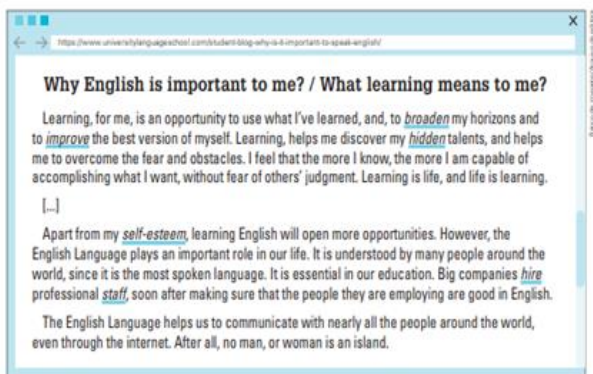 X
https://www.universitylanguageschool.com/student-blog-why-is-it-important-to-speak-english/
Why English is important to me? / What learning means to me?
Learning, for me, is an opportunity to use what I've learned, and, to broaden my horizons and
to improve the best version of myself. Learning, helps me discover my hidden talents, and helps
me to overcome the fear and obstacles. I feel that the more I know, the more I am capable of
accomplishing what I want, without fear of others' judgment. Learning is life, and life is learning.
[...]
Apart from my self-esteem, learning English will open more opportunities. However, the
English Language plays an important role in our life. It is understood by many people around the
world, since it is the most spoken language. It is essential in our education. Big companies hire
professional staff, soon after making sure that the people they are employing are good in English.
The English Language helps us to communicate with nearly all the people around the world,
even through the internet. After all, no man, or woman is an island.